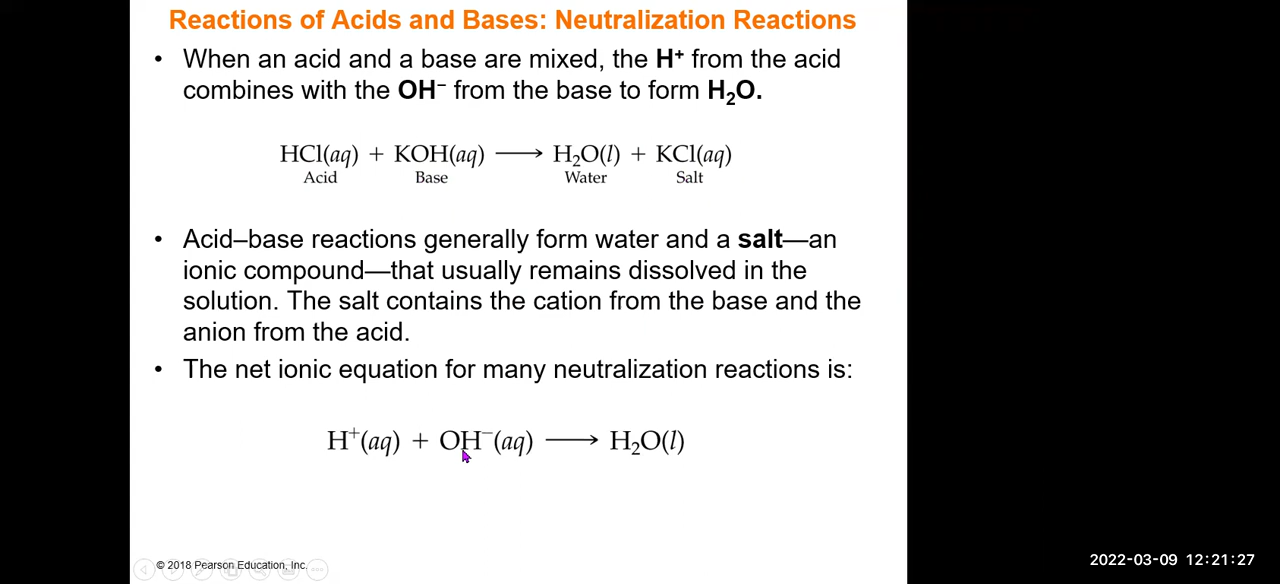 Reactions of Acids and Bases: Neutralization Reactions
• When an acid and a base are mixed, the H⁺ from the acid
combines with the OH⁻ from the base to form H₂O.
HCl(aq) + KOH(aq) ⟶ H₂O(l) + KCl(aq)
Acid Base Water Salt
• Acid–base reactions generally form water and a salt—an
ionic compound—that usually remains dissolved in the
solution. The salt contains the cation from the base and the
anion from the acid.
• The net ionic equation for many neutralization reactions is:
H⁺(aq) + OH⁻(aq) ⟶ H₂O(l)
© 2018 Pearson Education, Inc.
2022-03-09 12:21:27